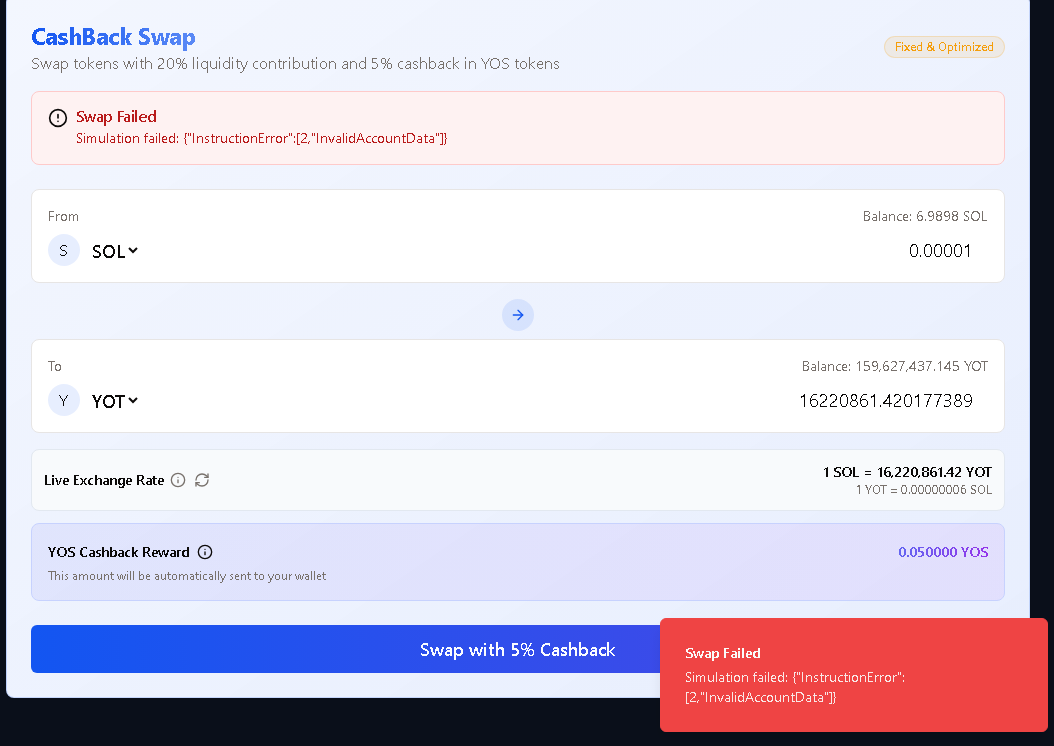 CashBack Swap
Swap tokens with 20% liquidity contribution and 5% cashback in YOS tokens
Fixed & Optimized
Swap Failed
Simulation failed: {"InstructionError":[2,"InvalidAccountData"]}
From
Balance: 6.9898 SOL
S
SOL
0.00001
To
Balance: 159,627,437.145 YOT
Y
YOT
16220861.420177389
Live Exchange Rate
1 SOL = 16,220,861.42 YOT
1 YOT = 0.00000006 SOL
YOS Cashback Reward
0.050000 YOS
This amount will be automatically sent to your wallet
Swap with 5% Cashback
Swap Failed
Simulation failed: {"InstructionError":
[2,"InvalidAccountData"]}